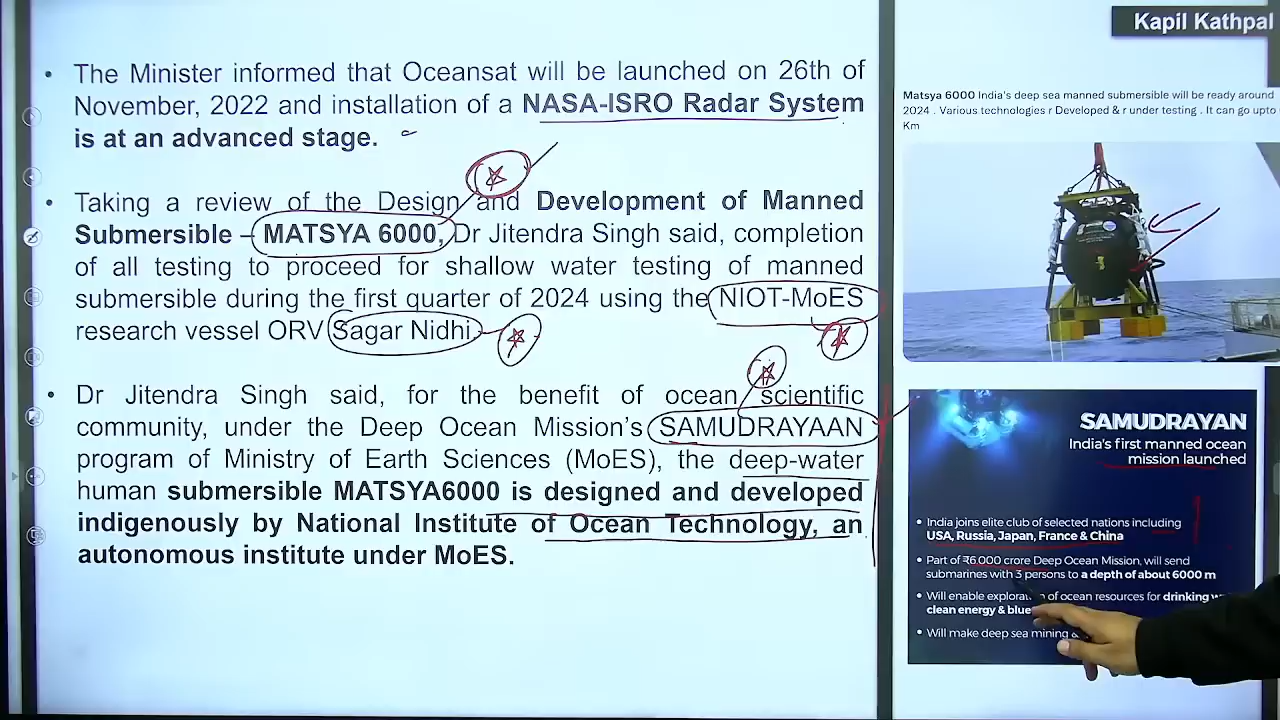 Kapil Kathpal
• The Minister informed that Oceansat will be launched on 26th of
November, 2022 and installation of a NASA-ISRO Radar System
is at an advanced stage.
• Taking a review of the Design and Development of Manned
Submersible – MATSYA 6000, Dr Jitendra Singh said, completion
of all testing to proceed for shallow water testing of manned
submersible during the first quarter of 2024 using the NIOT-MoES
research vessel ORV Sagar Nidhi.
• Dr Jitendra Singh said, for the benefit of ocean scientific
community, under the Deep Ocean Mission's SAMUDRAYAAN
program of Ministry of Earth Sciences (MoES), the deep-water
human submersible MATSYA6000 is designed and developed
indigenously by National Institute of Ocean Technology, an
autonomous institute under MoES.
Matsya 6000 India's deep sea manned submersible will be ready around
2024 . Various technologies r Developed & r under testing . It can go upto
Km
SAMUDRAYAN
India's first manned ocean
mission launched
• India joins elite club of selected nations including
USA, Russia, Japan, France & China
• Part of ₹6,000 crore Deep Ocean Mission, will send
submarines with 3 persons to a depth of about 6000 m
• Will enable of ocean resources for drinking
clean energy & blue
• Will make deep sea mining &